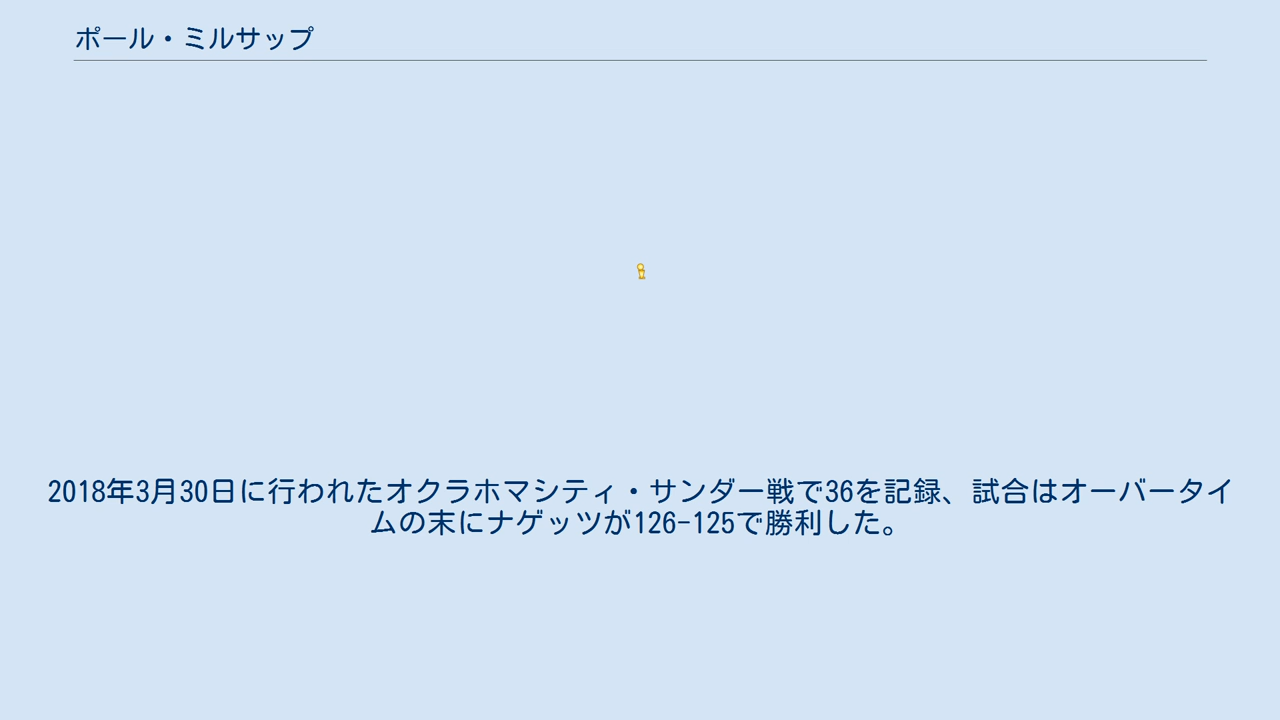 ポール・ミルサップ
2018年3月30日に行われたオクラホマシティ・サンダー戦で36を記録、試合はオーバータイ
ムの末にナゲッツが126-125で勝利した。